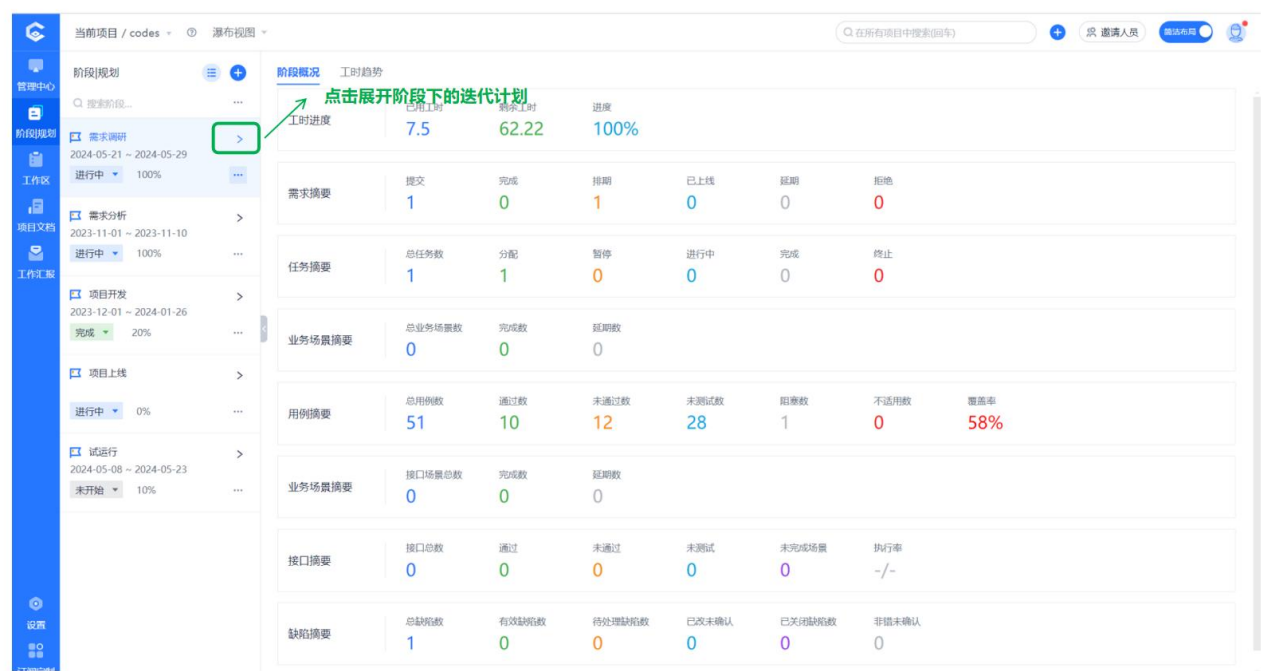 当前项目 / codes
瀑布视图
在所有项目中搜索(回车)
邀请人员
简洁布局
管理中心
阶段|规划
工作区
项目文档
工作汇报
设置
阶段|规划
搜索阶段...
需求调研
2024-05-21 ~ 2024-05-29
进行中 100%
需求分析
2023-11-01 ~ 2023-11-10
进行中 100%
项目开发
2023-12-01 ~ 2024-01-26
完成 20%
项目上线
进行中 0%
试运行
2024-05-08 ~ 2024-05-23
未开始 10%
阶段概况 工时趋势
点击展开阶段下的迭代计划
工时进度
已用工时 剩余工时 进度
7.5 62.22 100%
需求摘要
提交 完成 排期 已上线 延期 拒绝
1 0 1 0 0 0
任务摘要
总任务数 分配 暂停 进行中 完成 终止
1 1 0 0 0 0
业务场景摘要
总业务场景数 完成数 延期数
0 0 0
用例摘要
总用例数 通过数 未通过数 未测试数 阻塞数 不适用数 覆盖率
51 10 12 28 1 0 58%
业务场景摘要
接口场景总数 完成数 延期数
0 0 0
接口摘要
接口总数 通过 未通过 未测试 未完成场景 执行率
0 0 0 0 0 -/-
缺陷摘要
总缺陷数 有效缺陷数 待处理缺陷数 已改未确认 已关闭缺陷数 非错未确认
1 0 0 0 0 0